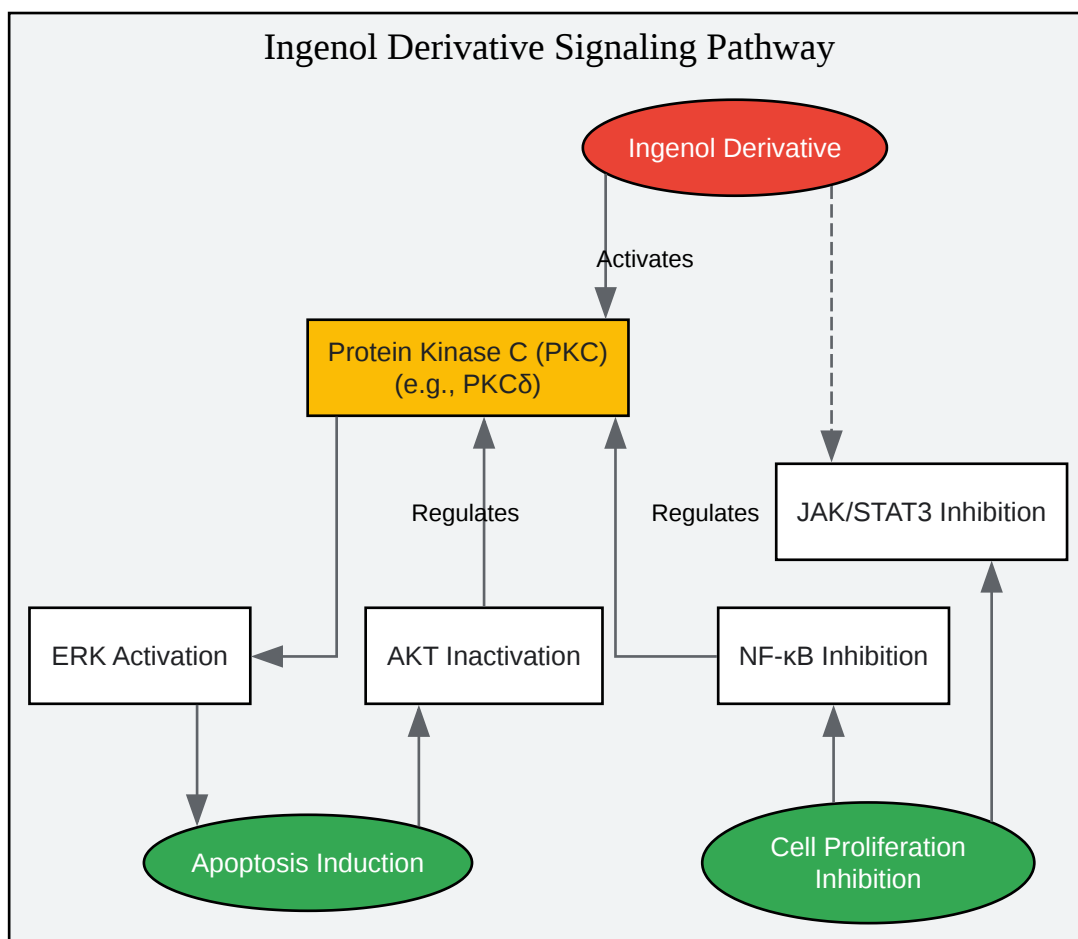 Ingenol Derivative Signaling Pathway
Ingenol Derivative
Activates
Protein Kinase C (PKC)
(e.g., PKCδ)
Regulates
Regulates
JAK/STAT3 Inhibition
ERK Activation
AKT Inactivation
NF-κB Inhibition
Apoptosis Induction
Cell Proliferation
Inhibition